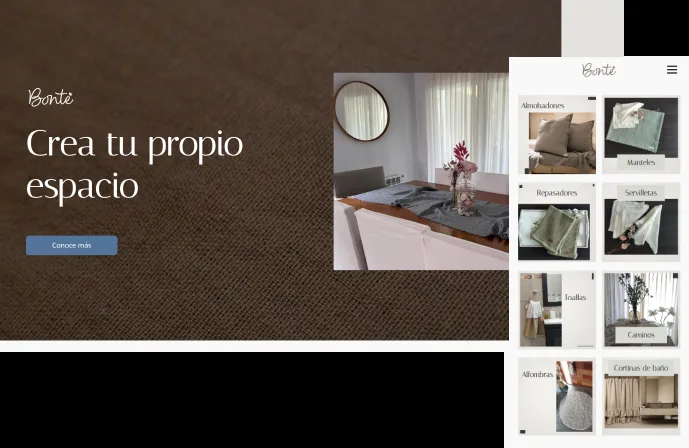 Bonté
Crea tu propio
espacio
Conoce más
Bonté
Almohadones
Manteles
Repasadores
Servilletas
Toallas
Caminos
Alfombras
Cortinas de baño